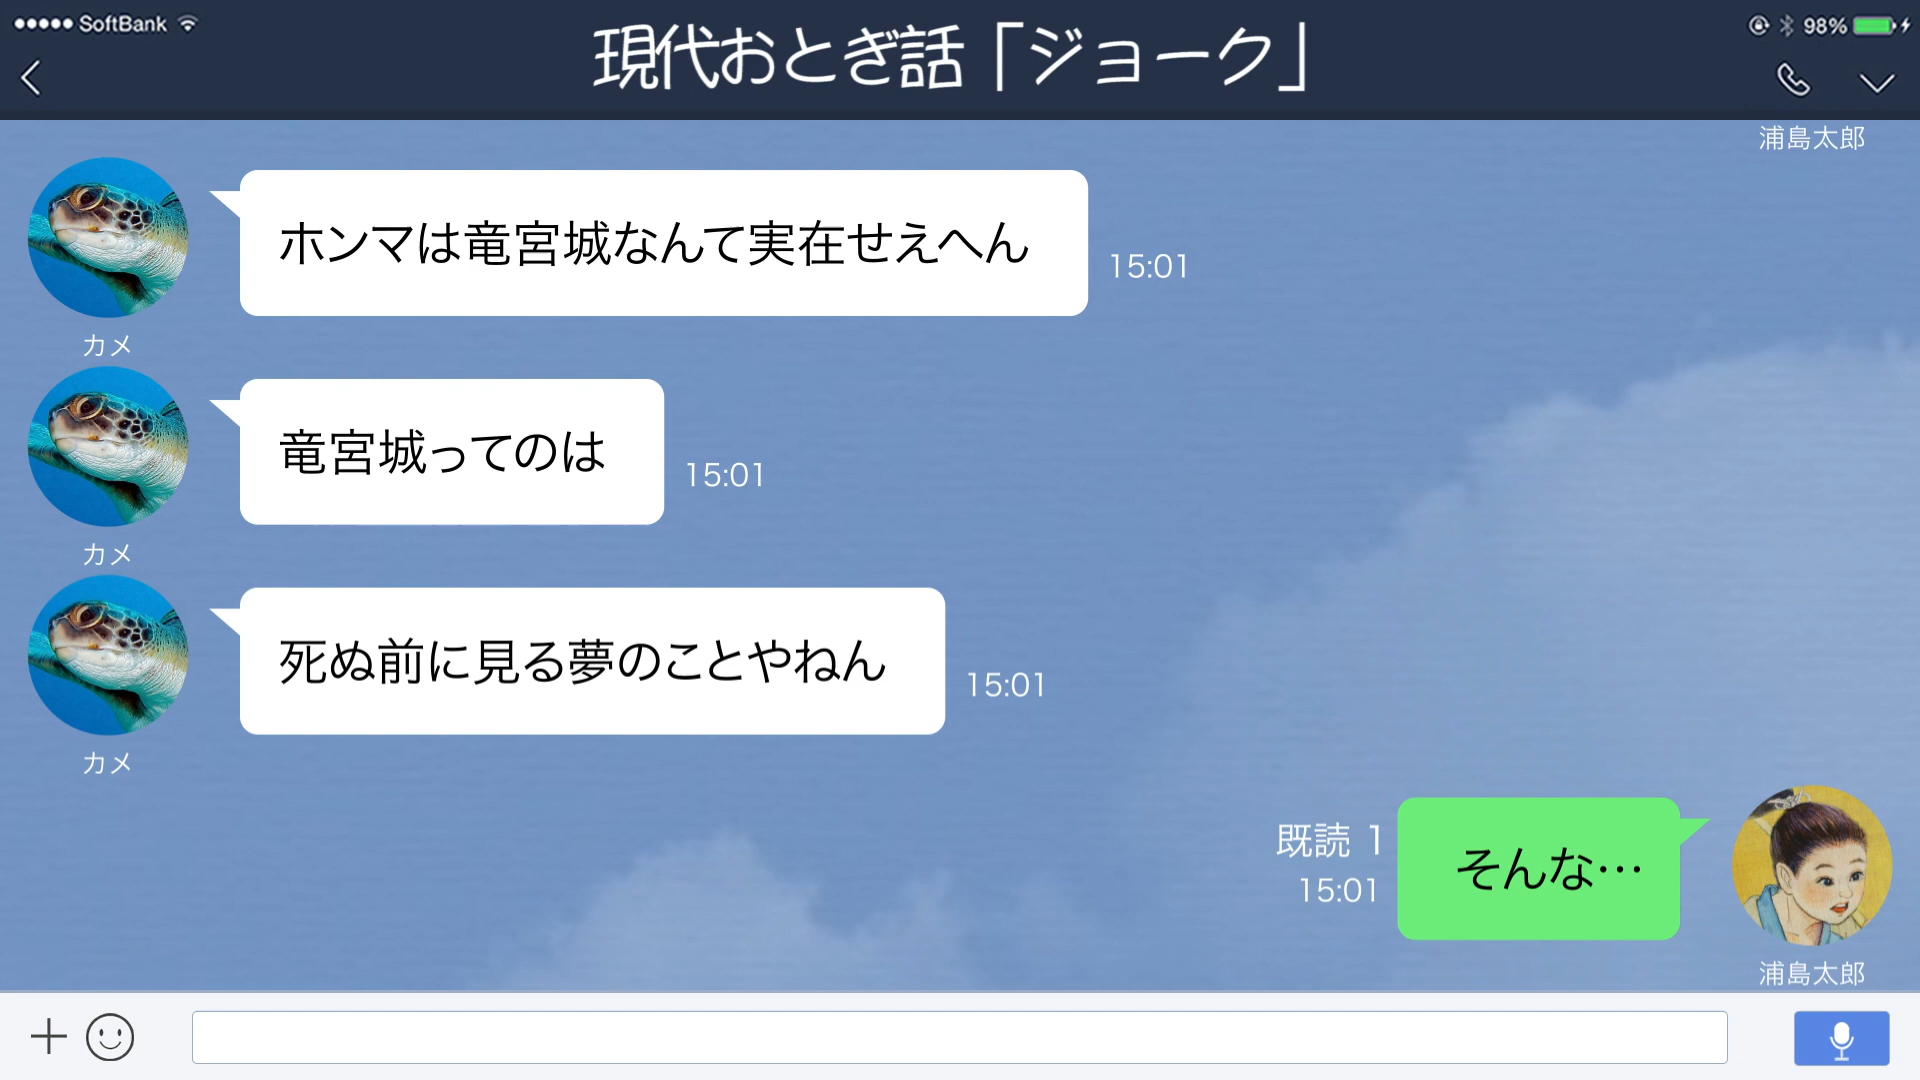 SoftBank
98%
現代おとぎ話「ジョーク」
浦島太郎
ホンマは竜宮城なんて実在せえへん
15:01
カメ
竜宮城ってのは
15:01
カメ
死ぬ前に見る夢のことやねん
15:01
カメ
既読 1
15:01
そんな…
浦島太郎